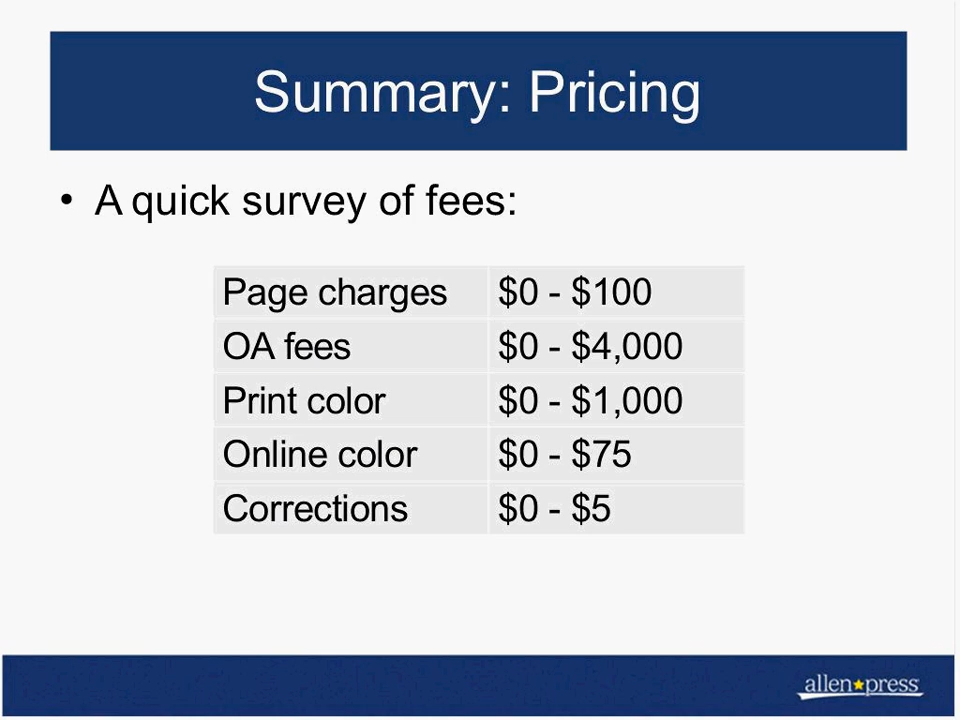 Summary: Pricing
• A quick survey of fees:
Page charges $0 - $100
OA fees $0 - $4,000
Print color $0 - $1,000
Online color $0 - $75
Corrections $0 - $5
allen★press